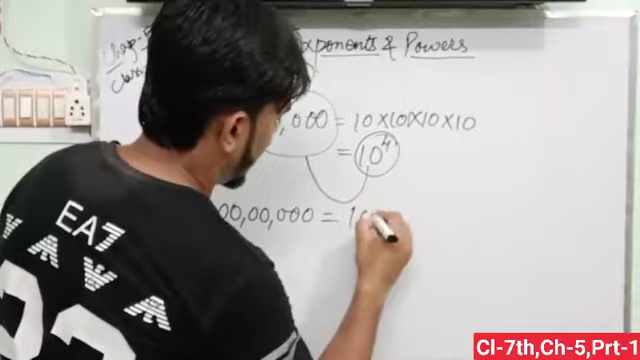 Exponents & Powers
Class
,000 = 10×10×10×10
= 10⁴
00,00,000 = 10
EA7
Cl-7th,Ch-5,Prt-1